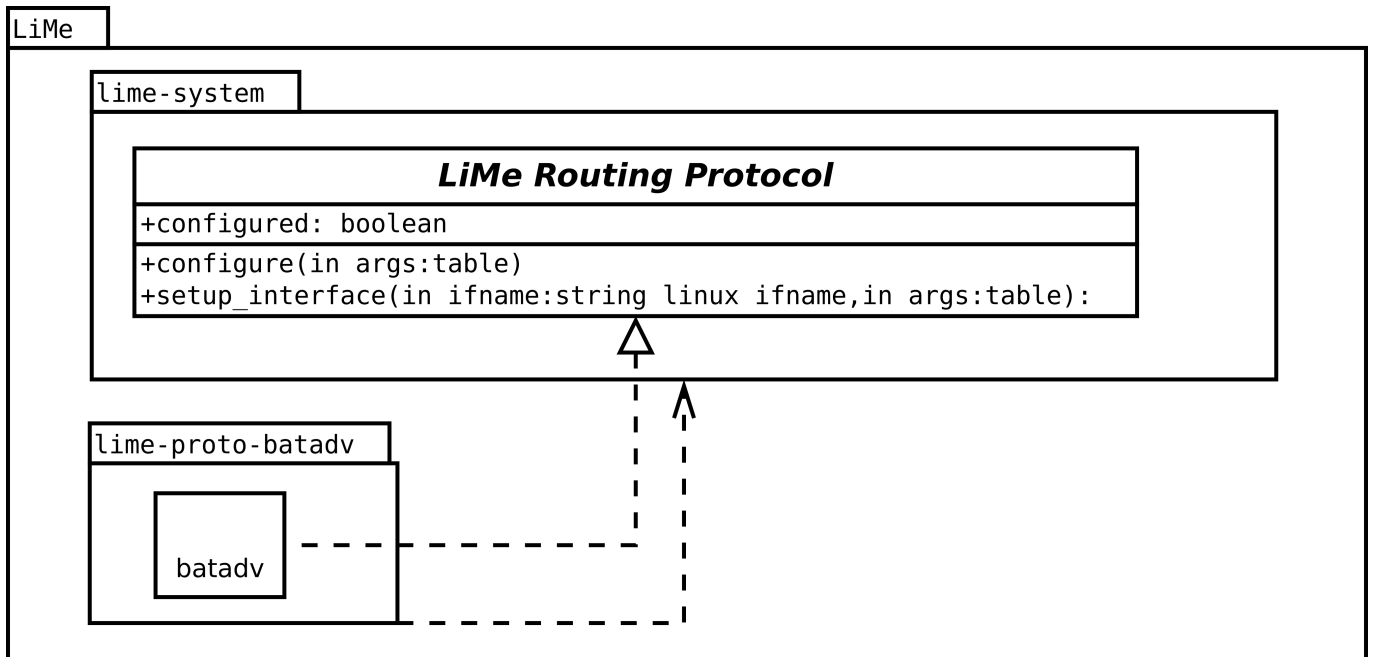 LiMe
lime-system
LiMe Routing Protocol
+configured: boolean
+configure(in args:table)
+setup_interface(in ifname:string linux ifname,in args:table):
lime-proto-batadv
batadv